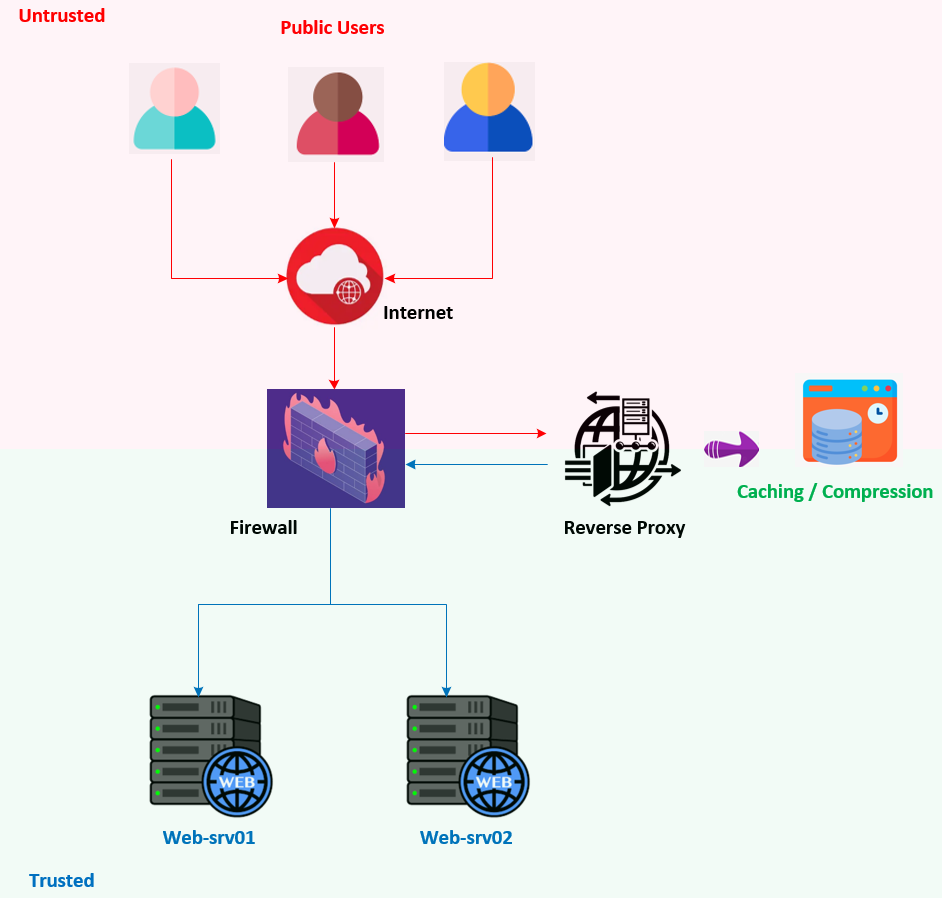 Untrusted
Public Users
Internet
Firewall
Reverse Proxy
Caching / Compression
WEB
WEB
Web-srv01
Web-srv02
Trusted